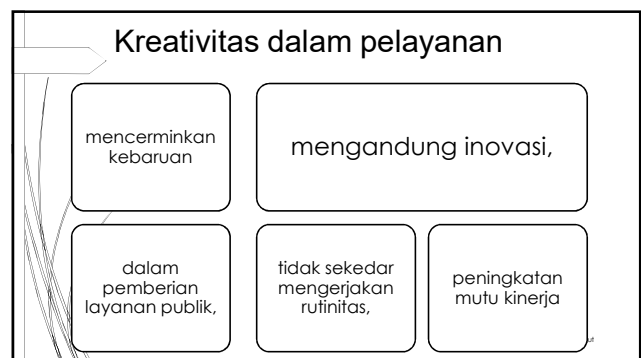 Kreativitas dalam pelayanan
mencerminkan
kebaruan
mengandung inovasi,
dalam
pemberian
layanan publik,
tidak sekedar
mengerjakan
rutinitas,
peningkatan
mutu kinerja